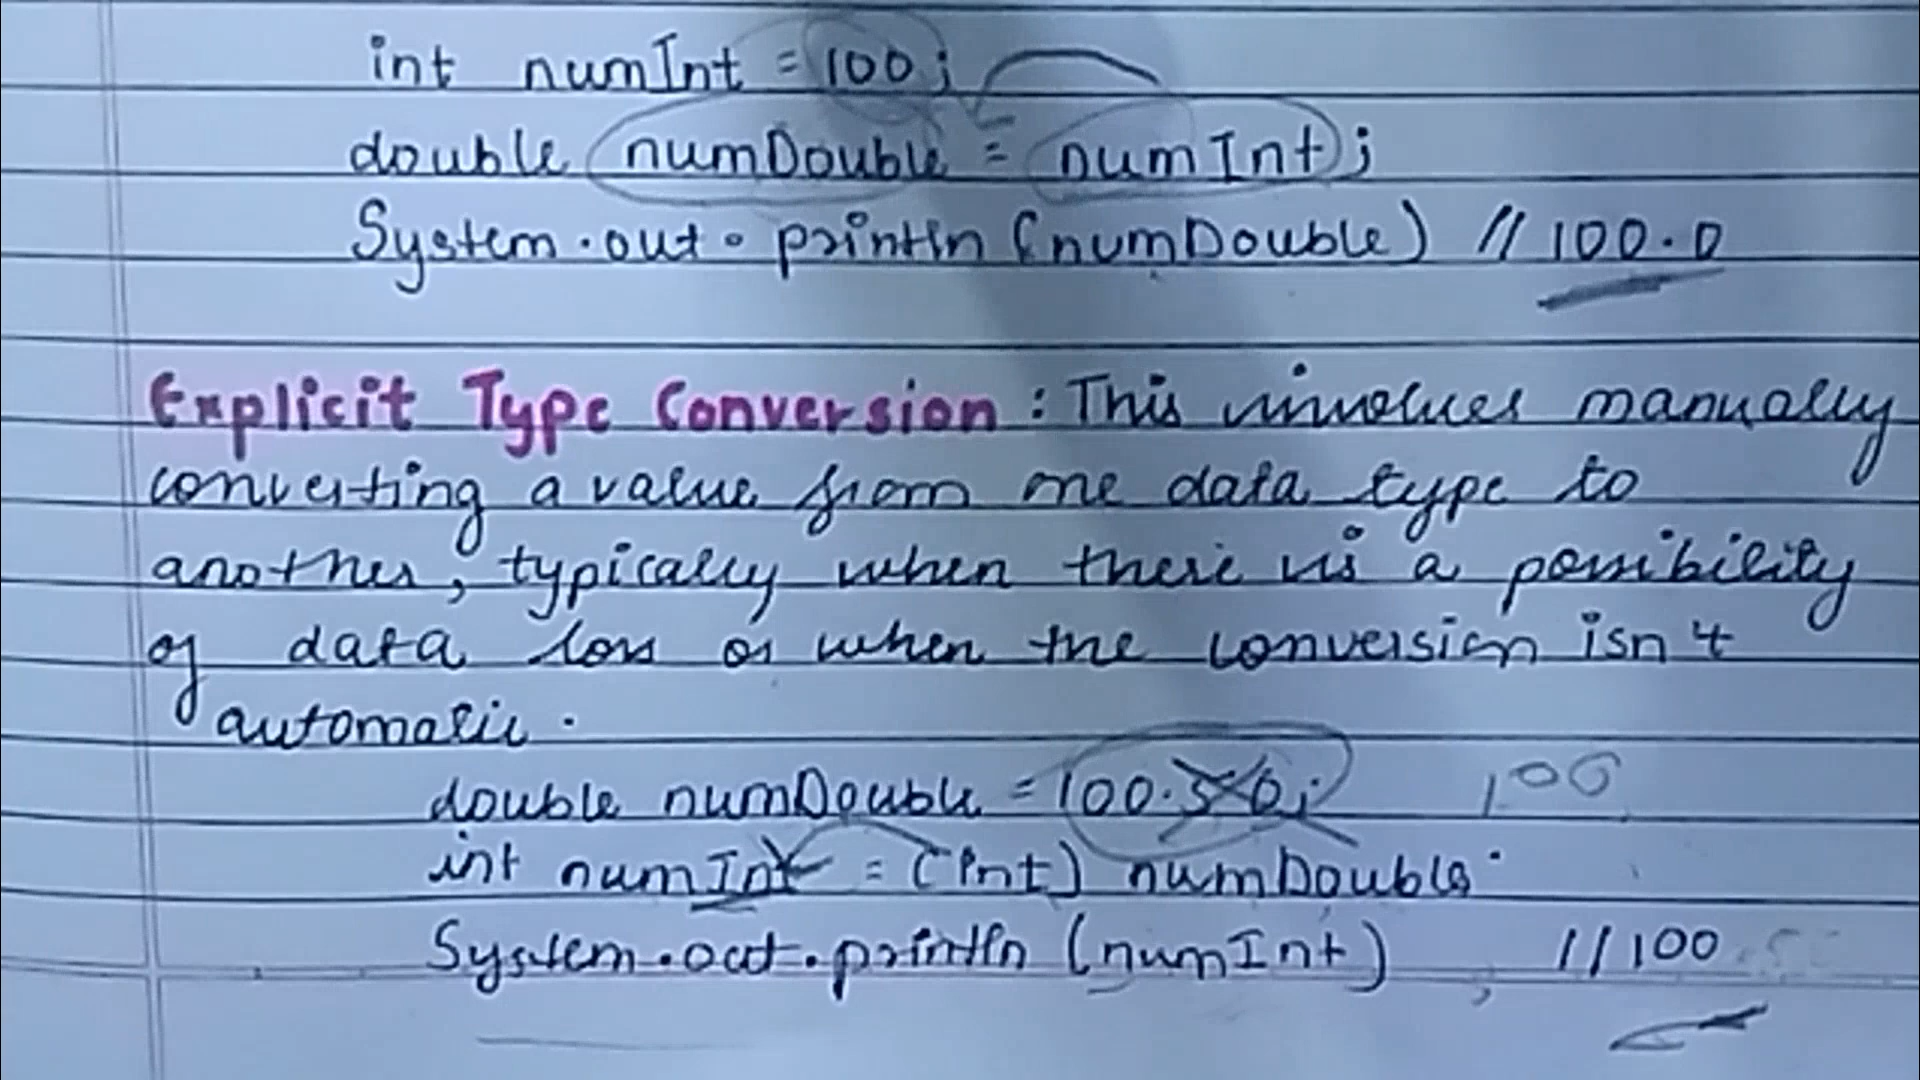 int numInt = 100;
double numDouble = numInt;
System.out.println (numDouble) // 100.0
Explicit Type Conversion : This involves manually
converting a value from one data type to
another, typically when there is a possibility
of data loss or when the conversion isn't
automatic.
double numDouble = 100.50; 100
int numInt = (int) numDouble
System.out.println (numInt) ; //100